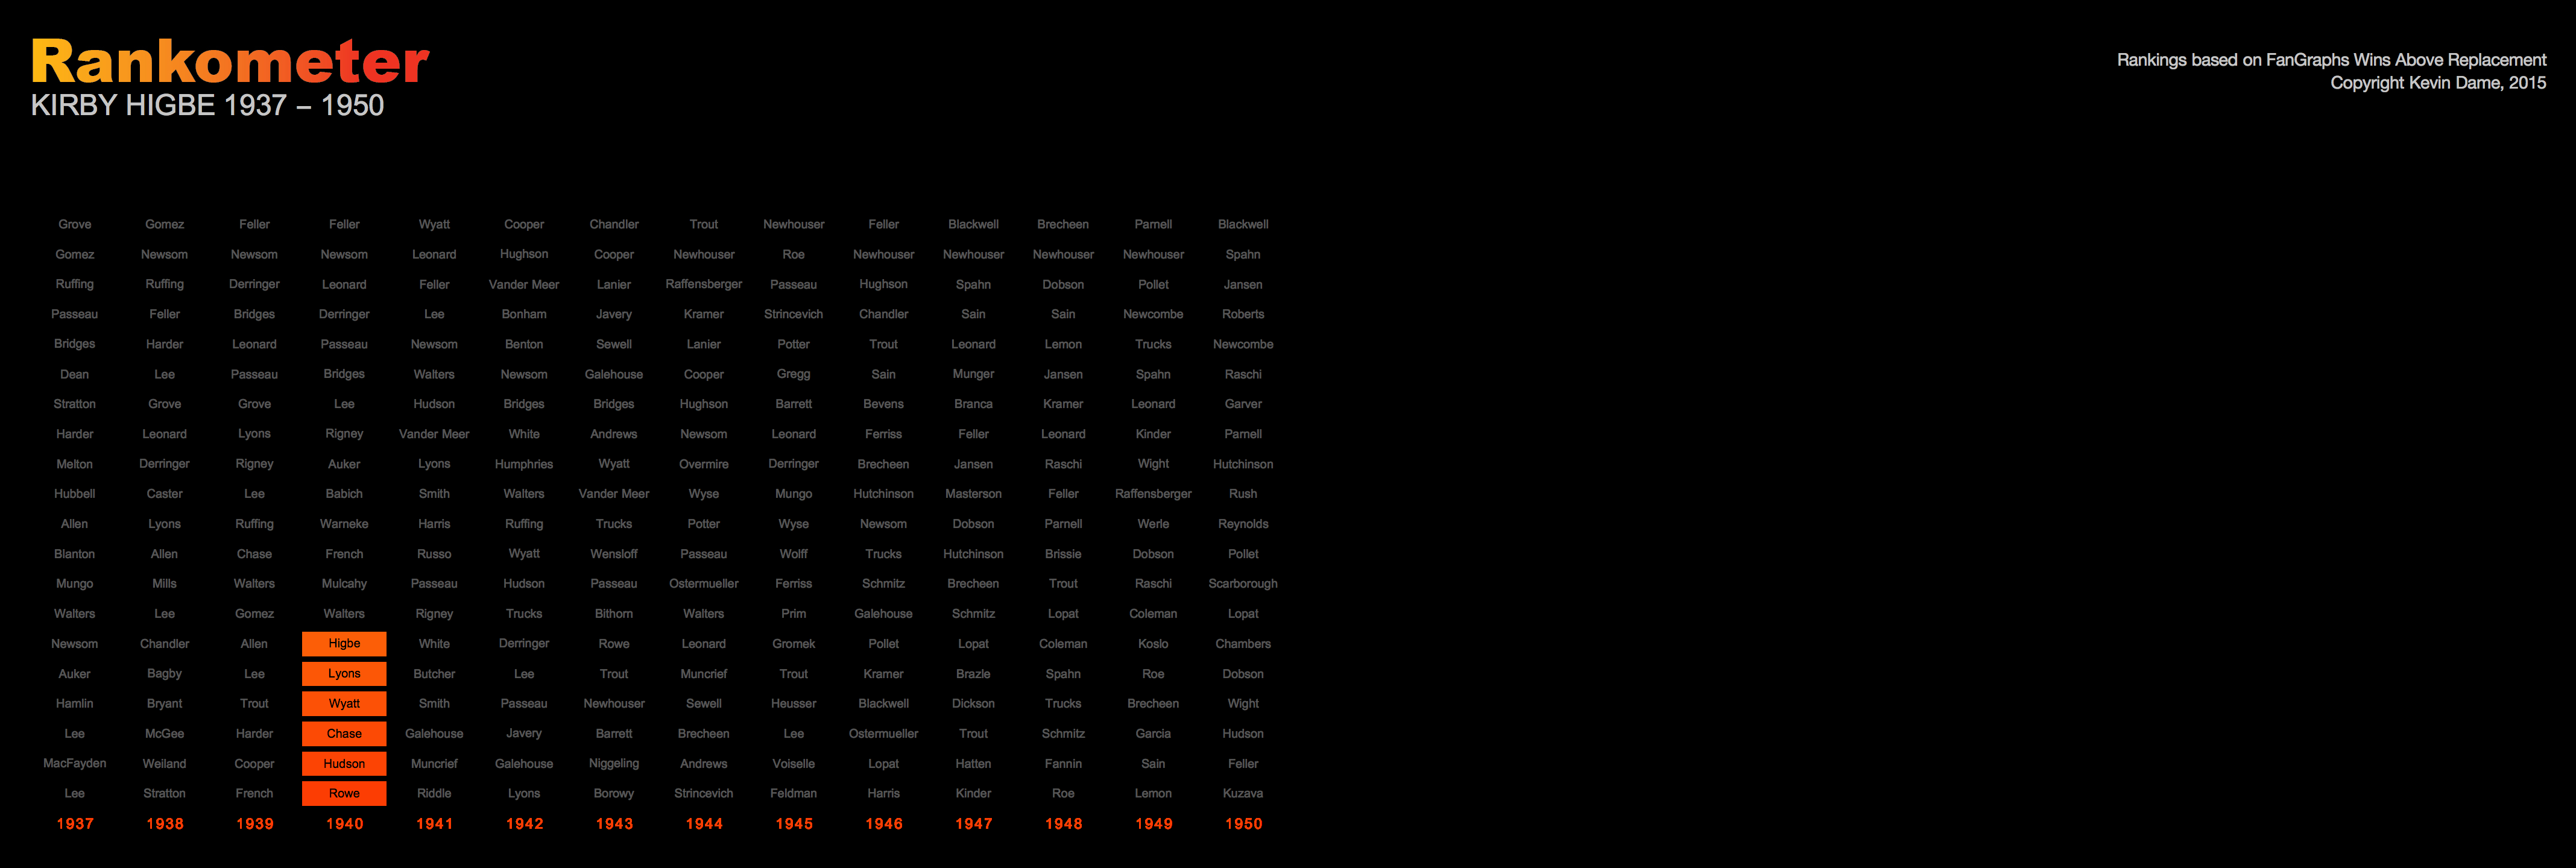 Rankometer
KIRBY HIGBE 1937 – 1950
Rankings based on FanGraphs Wins Above Replacement
Copyright Kevin Dame, 2015
Grove Gomez Feller Feller Wyatt Cooper Chandler Trout Newhouser Feller Blackwell Brecheen Parnell Blackwell
Gomez Newsom Newsom Newsom Leonard Hughson Cooper Newhouser Roe Newhouser Newhouser Newhouser Newhouser Spahn
Ruffing Ruffing Derringer Leonard Feller Vander Meer Lanier Raffensberger Passeau Hughson Spahn Dobson Pollet Jansen
Passeau Feller Bridges Derringer Lee Bonham Javery Kramer Strincevich Chandler Sain Sain Newcombe Roberts
Bridges Harder Leonard Passeau Newsom Benton Sewell Lanier Potter Trout Leonard Lemon Trucks Newcombe
Dean Lee Passeau Bridges Walters Newsom Galehouse Cooper Gregg Sain Munger Jansen Spahn Raschi
Stratton Grove Grove Lee Hudson Bridges Bridges Hughson Barrett Bevens Branca Kramer Leonard Garver
Harder Leonard Lyons Rigney Vander Meer White Andrews Newsom Leonard Ferriss Feller Leonard Kinder Parnell
Melton Derringer Rigney Auker Lyons Humphries Wyatt Overmire Derringer Brecheen Jansen Raschi Wight Hutchinson
Hubbell Caster Lee Babich Smith Walters Vander Meer Wyse Mungo Hutchinson Masterson Feller Raffensberger Rush
Allen Lyons Ruffing Warneke Harris Ruffing Trucks Potter Wyse Newsom Dobson Parnell Werle Reynolds
Blanton Allen Chase French Russo Wyatt Wensloff Passeau Wolff Trucks Hutchinson Brissie Dobson Pollet
Mungo Mills Walters Mulcahy Passeau Hudson Passeau Ostermueller Ferriss Schmitz Brecheen Trout Raschi Scarborough
Walters Lee Gomez Walters Rigney Trucks Bithorn Walters Prim Galehouse Schmitz Lopat Coleman Lopat
Newsom Chandler Allen Higbe White Derringer Rowe Leonard Gromek Pollet Lopat Coleman Koslo Chambers
Auker Bagby Lee Lyons Butcher Lee Trout Muncrief Trout Kramer Brazle Spahn Roe Dobson
Hamlin Bryant Trout Wyatt Smith Passeau Newhouser Sewell Heusser Blackwell Dickson Trucks Brecheen Wight
Lee McGee Harder Chase Galehouse Javery Barrett Brecheen Lee Ostermueller Trout Schmitz Garcia Hudson
MacFayden Weiland Cooper Hudson Muncrief Galehouse Niggeling Andrews Voiselle Lopat Hatten Fannin Sain Feller
Lee Stratton French Rowe Riddle Lyons Borowy Strincevich Feldman Harris Kinder Roe Lemon Kuzava
1937 1938 1939 1940 1941 1942 1943 1944 1945 1946 1947 1948 1949 1950